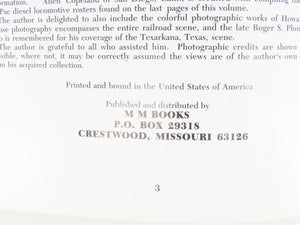 formation. Allen Copeland of San Diego,
Pac diesel locomotive rosters found on the last pages of this volume.
The author is delighted to also include the colorful photographic works of Howa
ose photography encompasses the entire railroad scene, and the late Roger S. Plum
o is remembered for his coverage of the Texarkana, Texas, scene.
The author is grateful to all who assisted him. Photographic credits are shown
ssible, where not, it may be correctly assumed the views are of the author's own
m his acquired collection.
Printed and bound in the United States of America
Published and distributed by
M M BOOKS
P.O. BOX 29318
CRESTWOOD, MISSOURI 63126
3